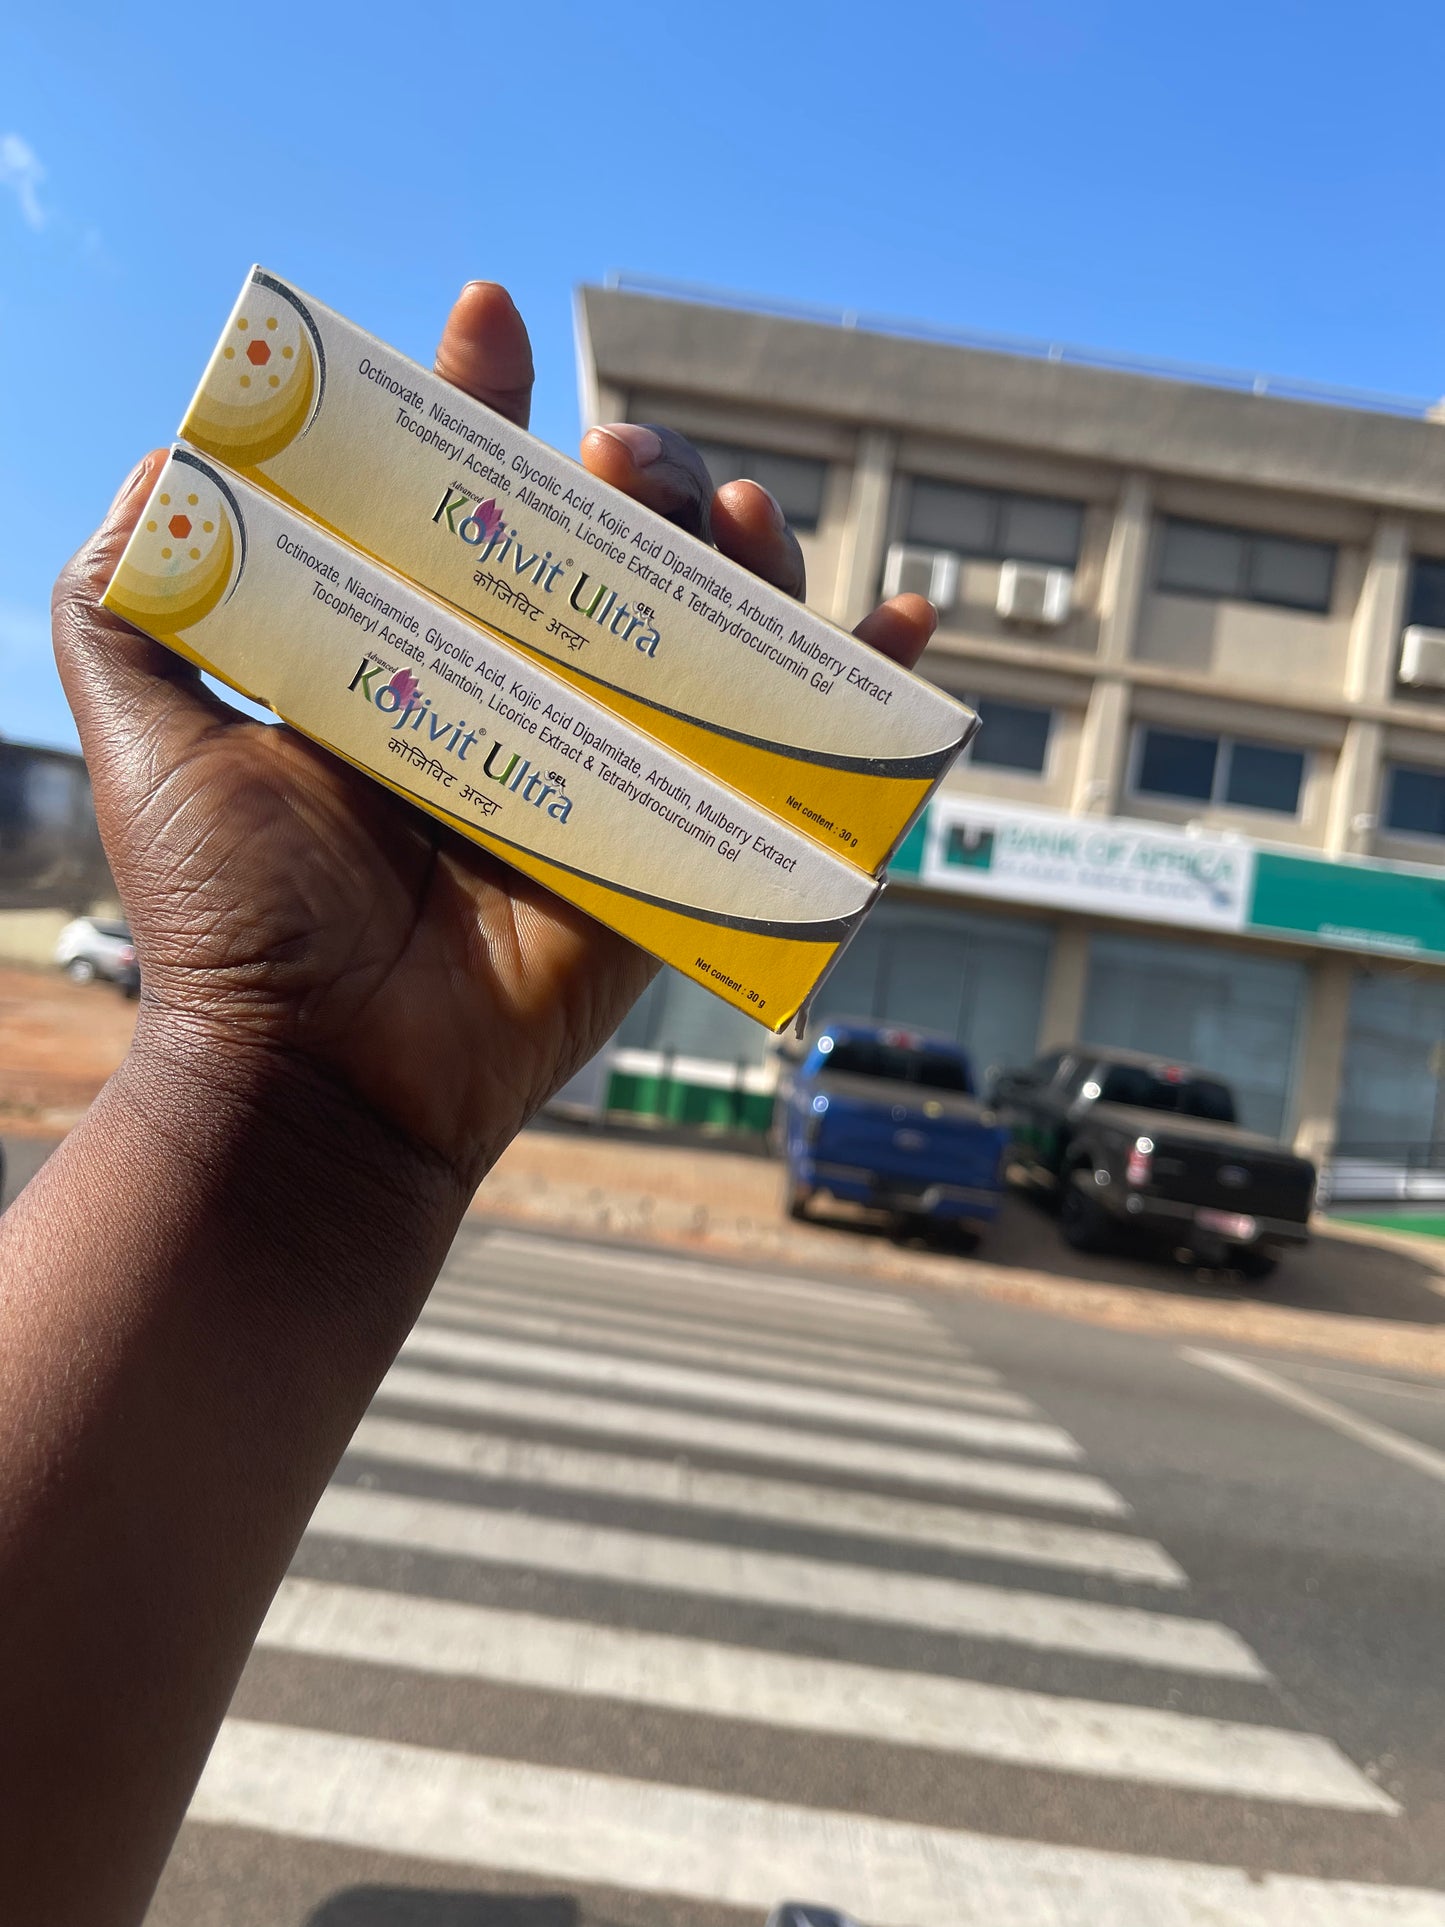 Octinoxate, Niacinamide, Glycolic Acid, Kojic Acid Dipalmitate, Arbutin, Mulberry Extract
Tocopheryl Acetate, Allantoin, Licorice Extract & Tetrahydrocurcumin Gel
Advanced
Kojivit® Ultra
GEL
कोजिविट अल्ट्रा
Net content : 30 g
Octinoxate, Niacinamide, Glycolic Acid, Kojic Acid Dipalmitate, Arbutin, Mulberry Extract
Tocopheryl Acetate, Allantoin, Licorice Extract & Tetrahydrocurcumin Gel
Advanced
Kojivit® Ultra
GEL
कोजिविट अल्ट्रा
Net content : 30 g
BANK OF AFRICA